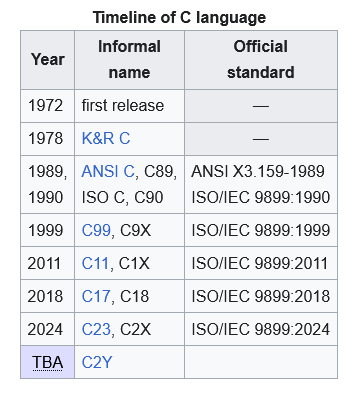 Timeline of C language
Year Informal name Official standard
1972 first release —
1978 K&R C —
1989, ANSI C, C89, ANSI X3.159-1989
1990 ISO C, C90 ISO/IEC 9899:1990
1999 C99, C9X ISO/IEC 9899:1999
2011 C11, C1X ISO/IEC 9899:2011
2018 C17, C18 ISO/IEC 9899:2018
2024 C23, C2X ISO/IEC 9899:2024
TBA C2Y